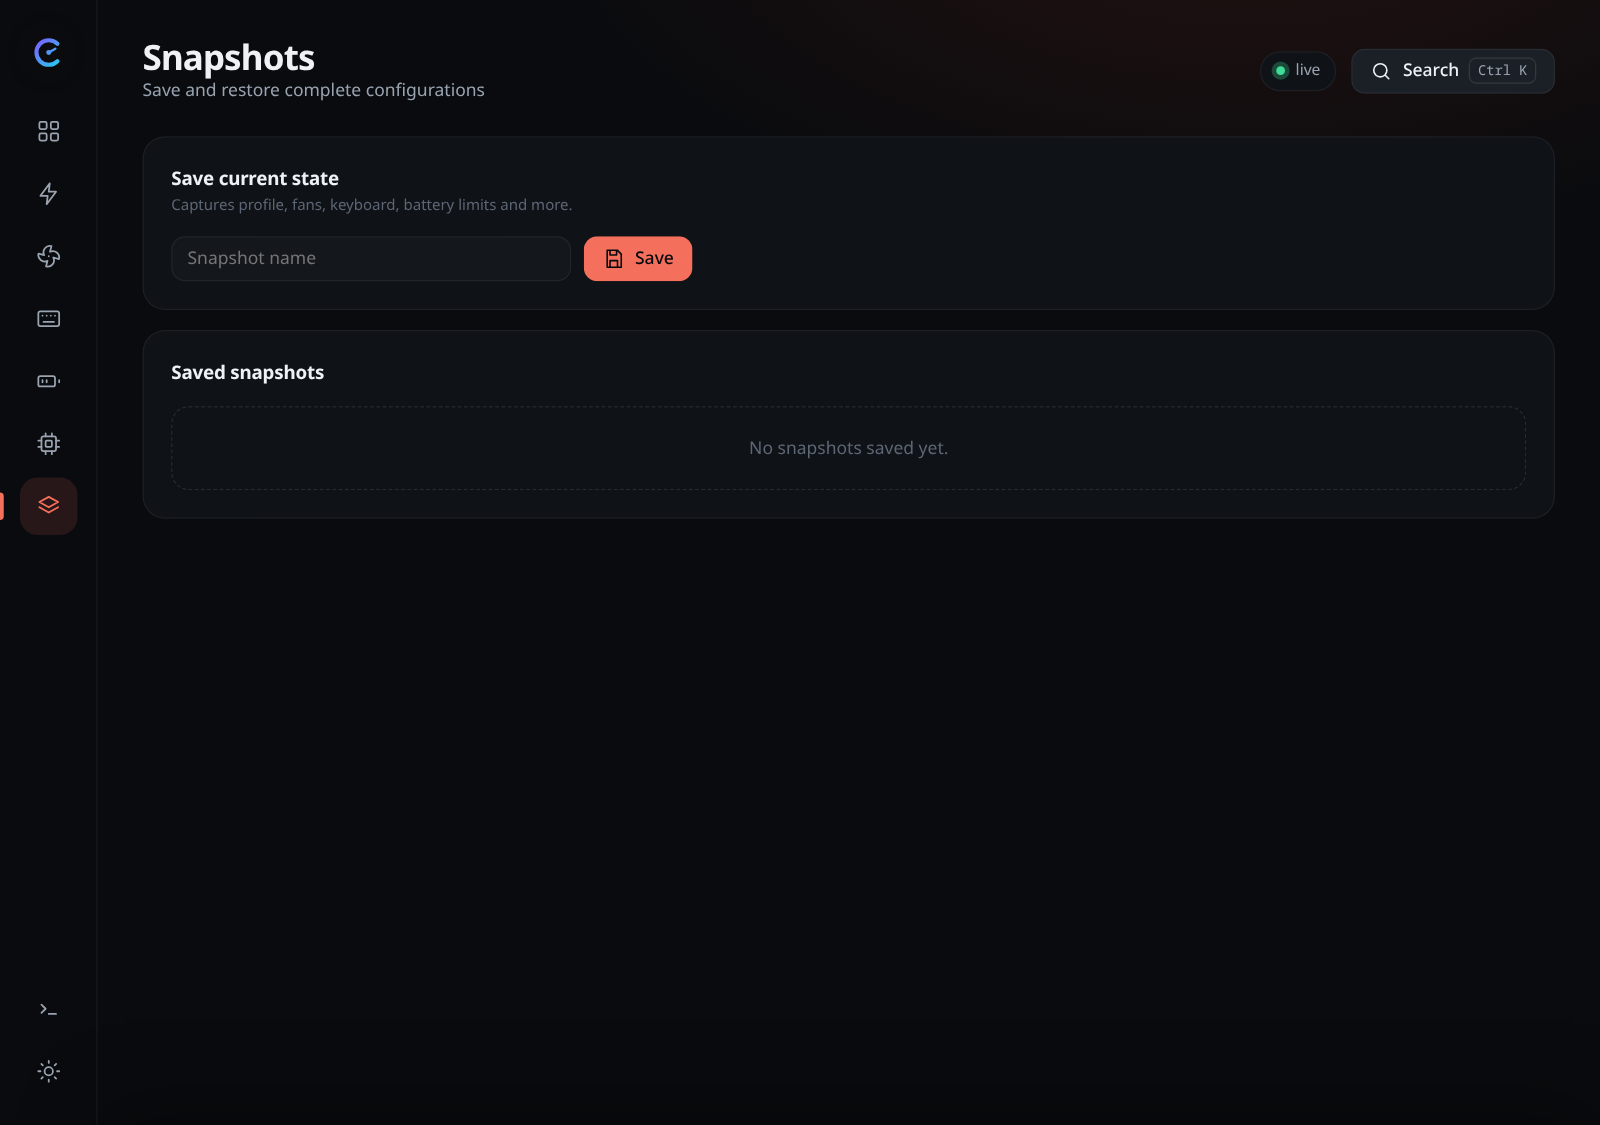 Snapshots
Save and restore complete configurations
live
Search Ctrl K
Save current state
Captures profile, fans, keyboard, battery limits and more.
Snapshot name
Save
Saved snapshots
No snapshots saved yet.